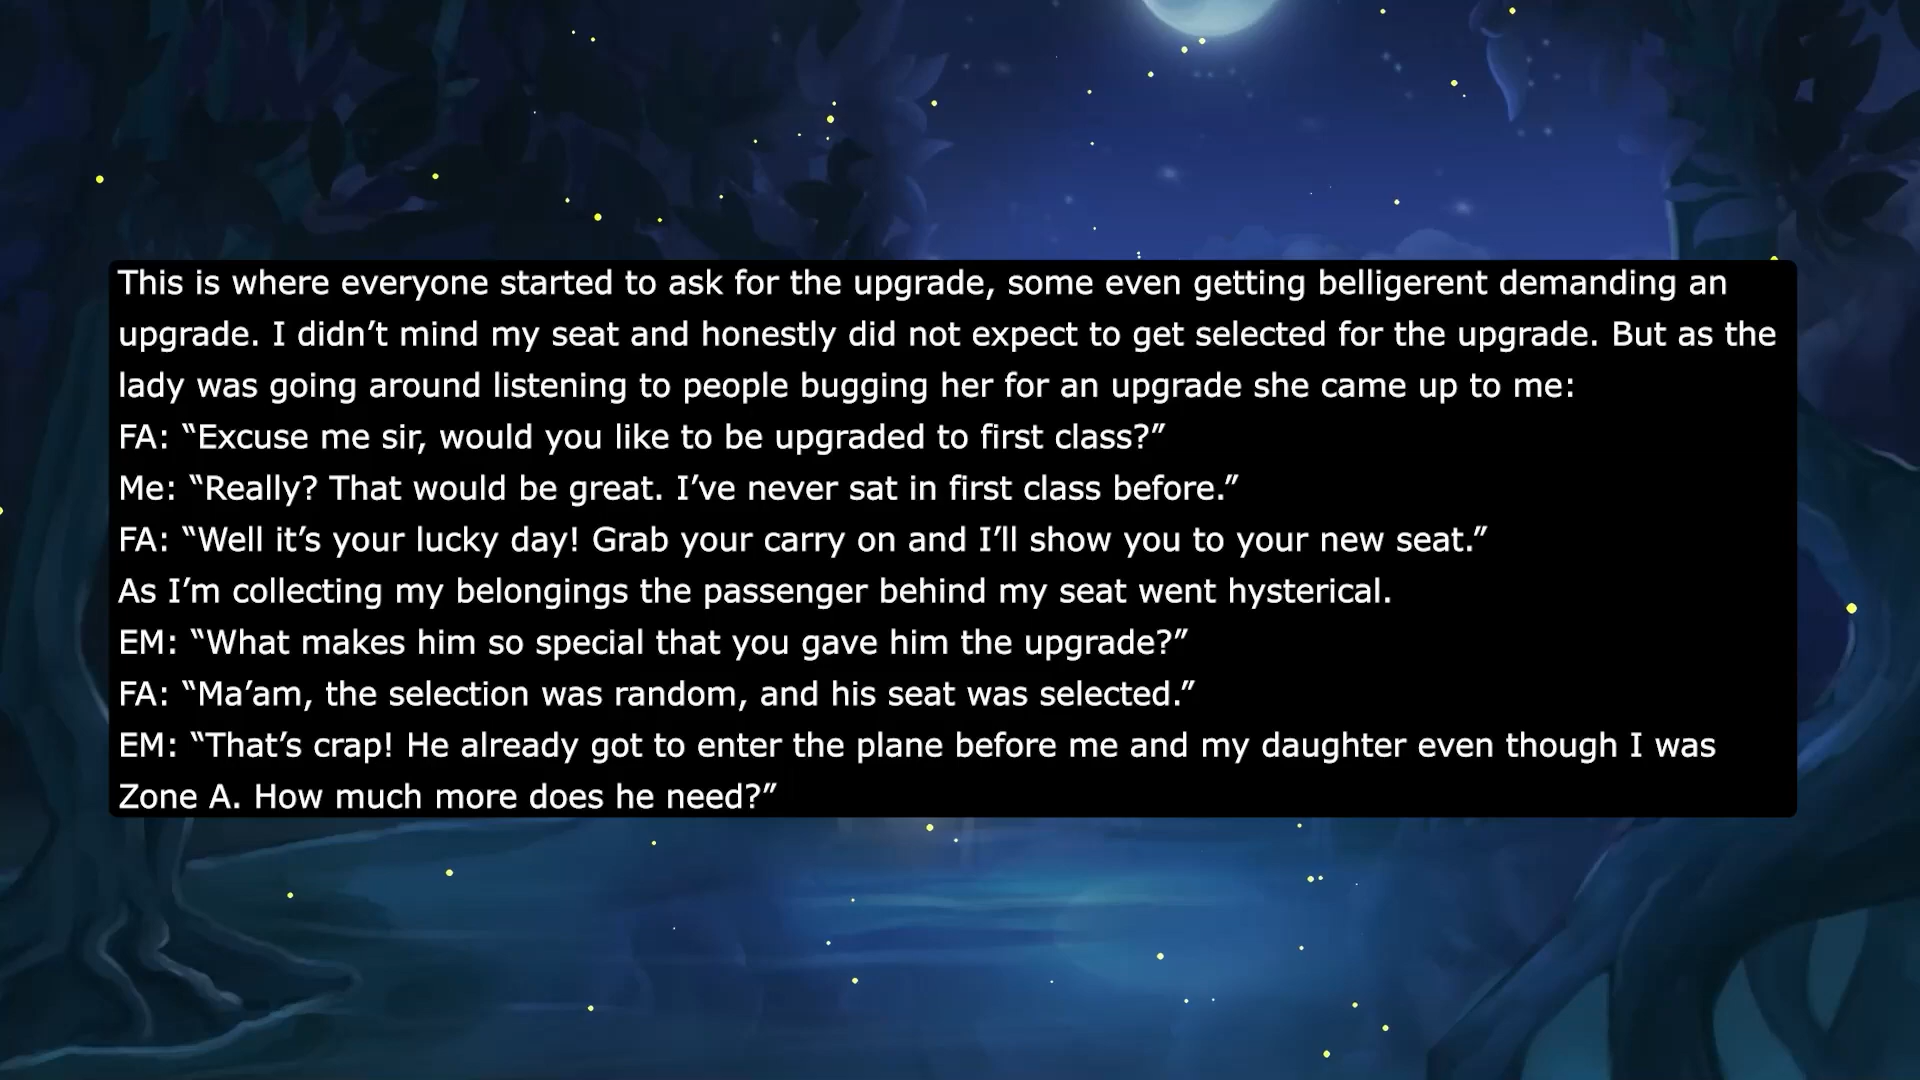 This is where everyone started to ask for the upgrade, some even getting belligerent demanding an
upgrade. I didn’t mind my seat and honestly did not expect to get selected for the upgrade. But as the
lady was going around listening to people bugging her for an upgrade she came up to me:
FA: “Excuse me sir, would you like to be upgraded to first class?”
Me: “Really? That would be great. I’ve never sat in first class before.”
FA: “Well it’s your lucky day! Grab your carry on and I’ll show you to your new seat.”
As I’m collecting my belongings the passenger behind my seat went hysterical.
EM: “What makes him so special that you gave him the upgrade?”
FA: “Ma’am, the selection was random, and his seat was selected.”
EM: “That’s crap! He already got to enter the plane before me and my daughter even though I was
Zone A. How much more does he need?”